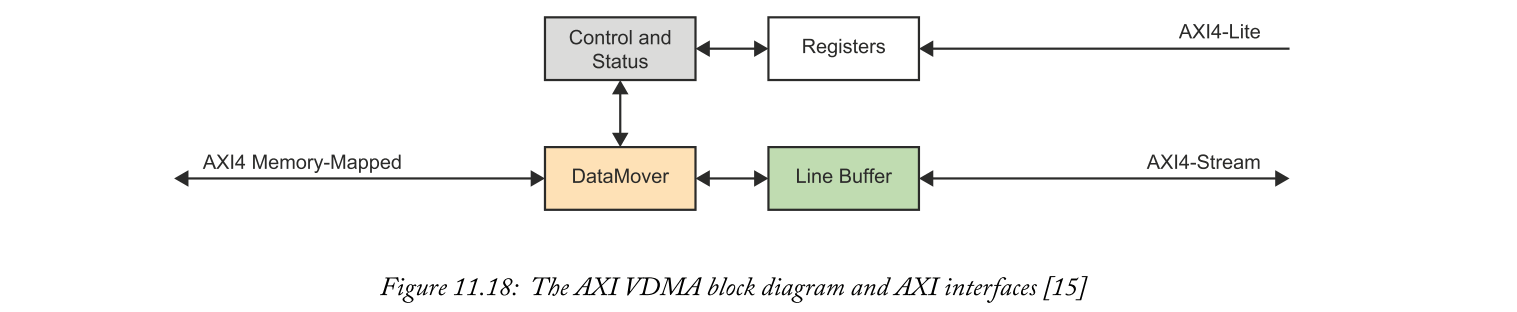 AXI4-Lite
Control and
Status
Registers
AXI4 Memory-Mapped
DataMover
Line Buffer
AXI4-Stream
Figure 11.18: The AXI VDMA block diagram and AXI interfaces [15]